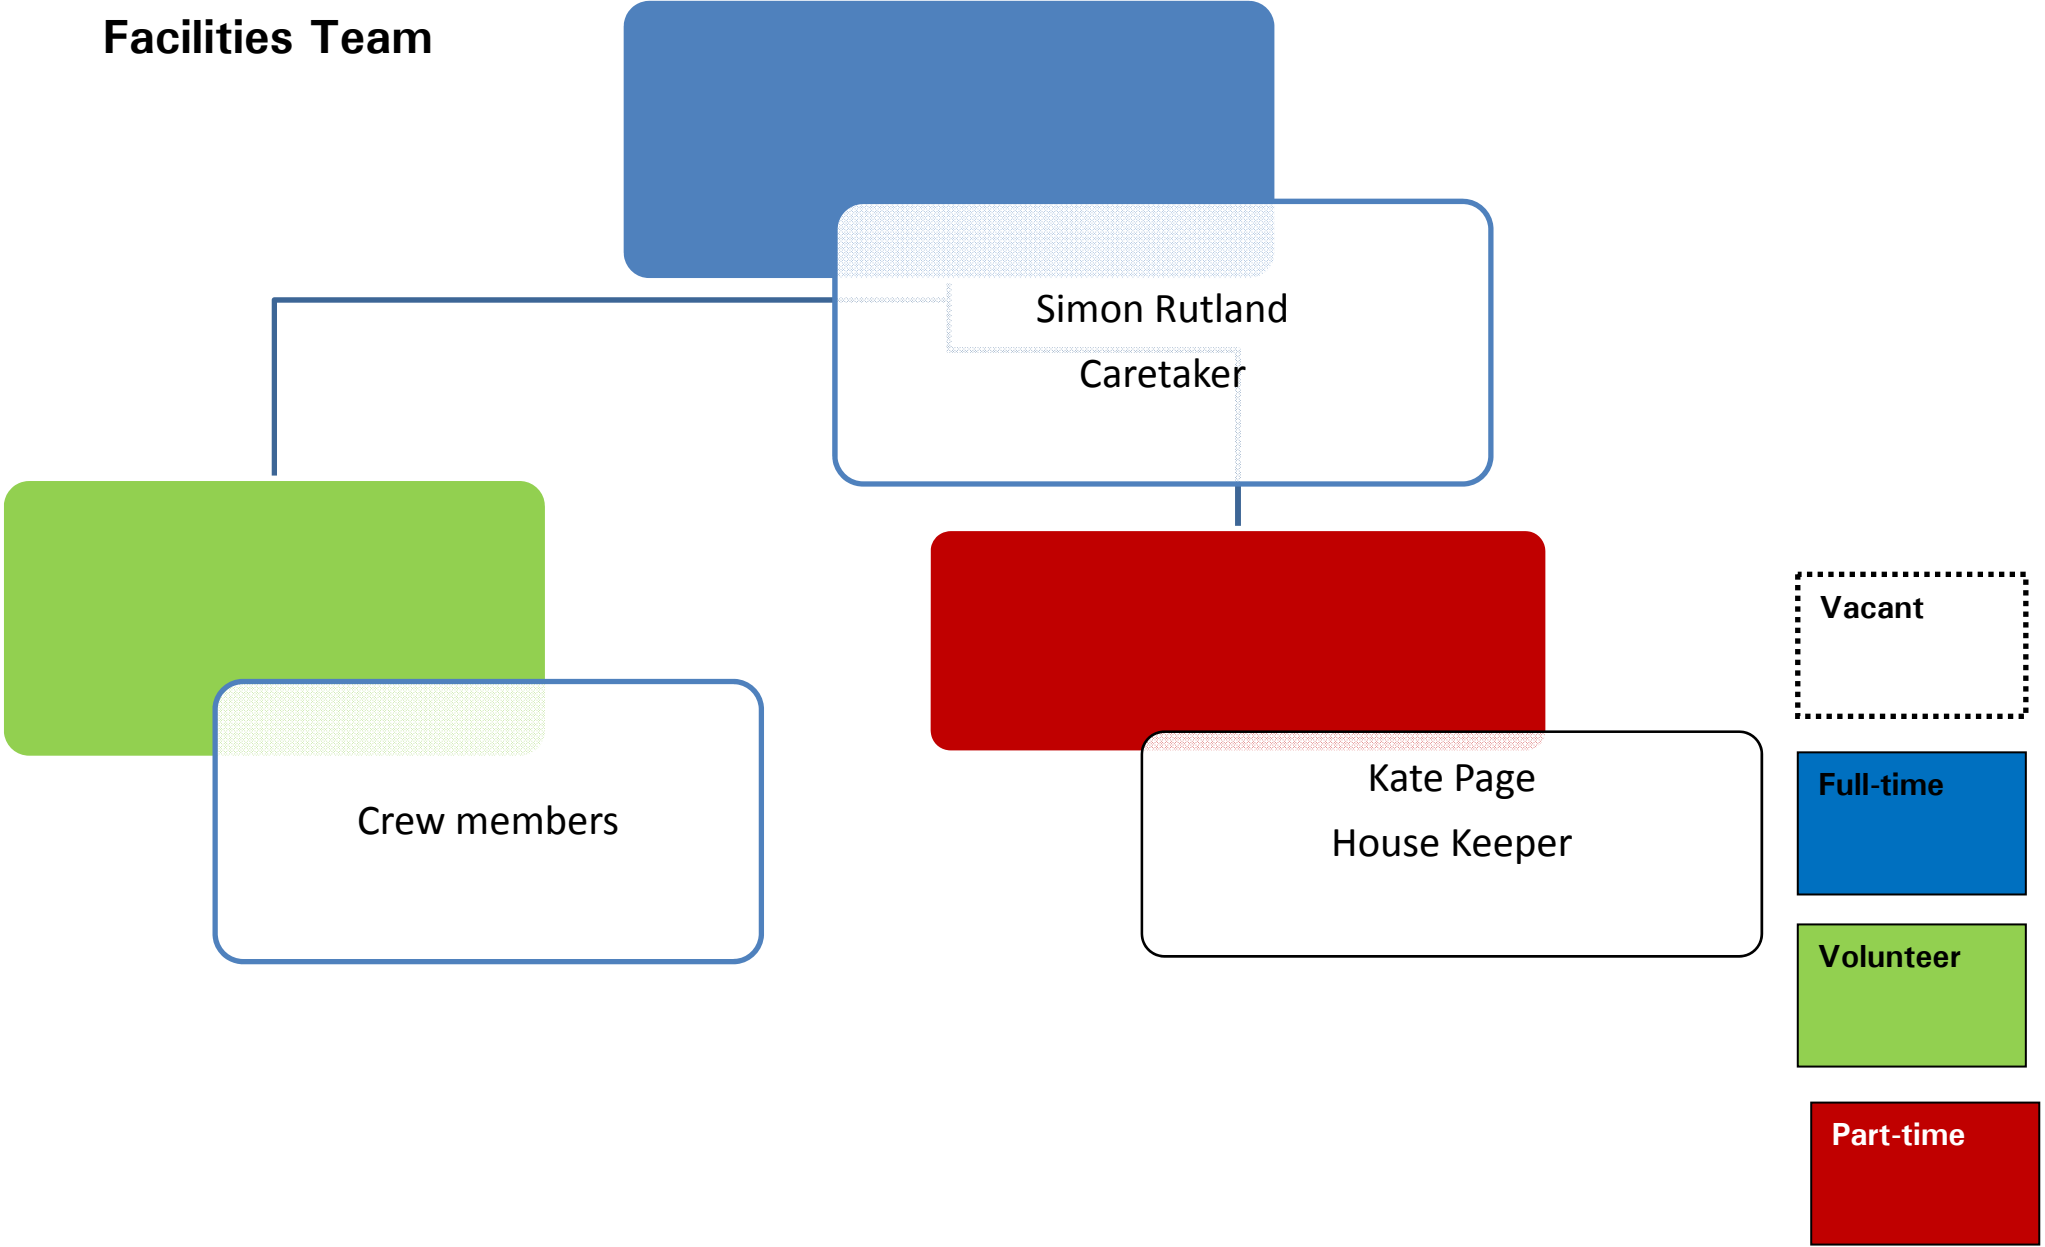 Facilities Team
Simon Rutland
Caretaker
Crew members
Kate Page
House Keeper
Vacant
Full-time
Volunteer
Part-time